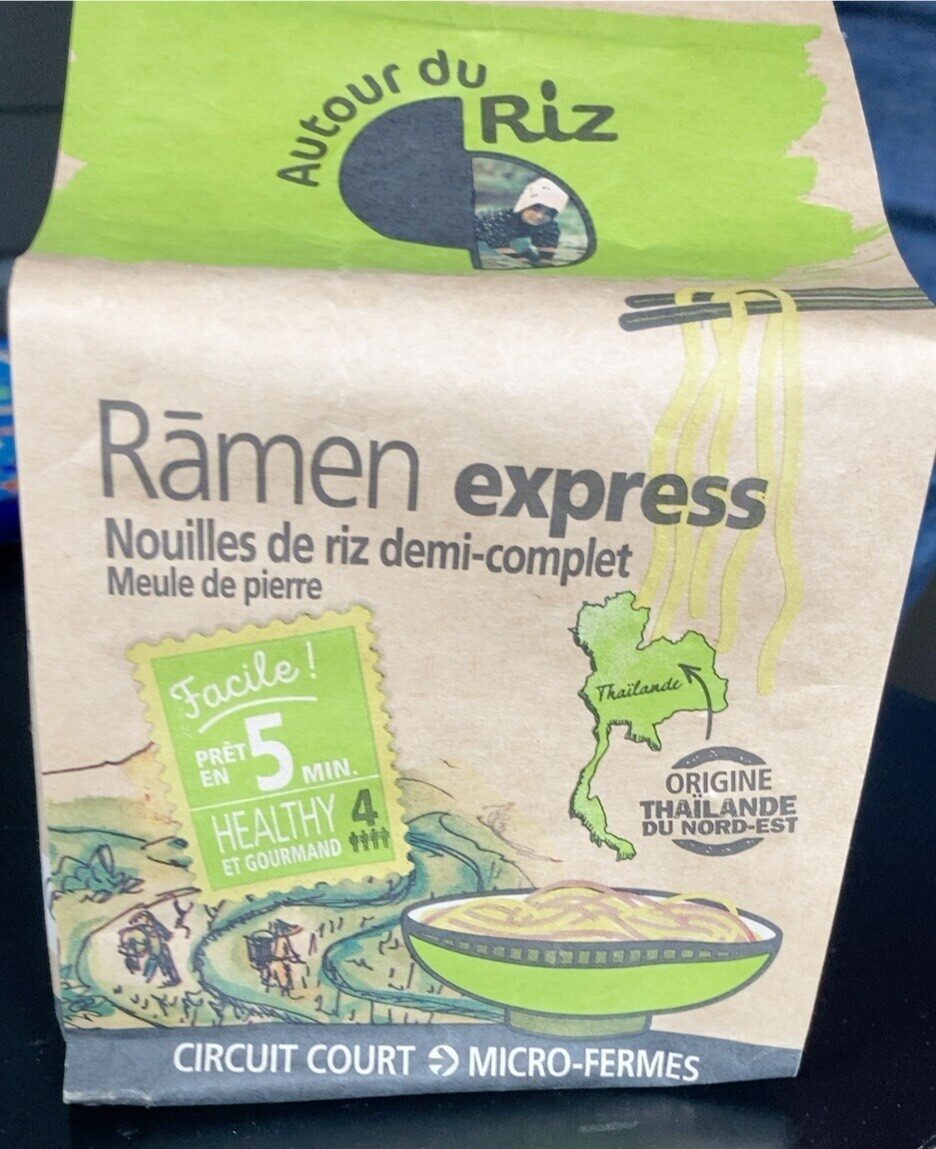 Autour du
Riz
Rāmen express
Nouilles de riz demi-complet
Meule de pierre
Facile !
PRÊT
EN 5 MIN.
HEALTHY 4
ET GOURMAND
Thaïlande
ORIGINE
THAÏLANDE
DU NORD-EST
CIRCUIT COURT MICRO-FERMES